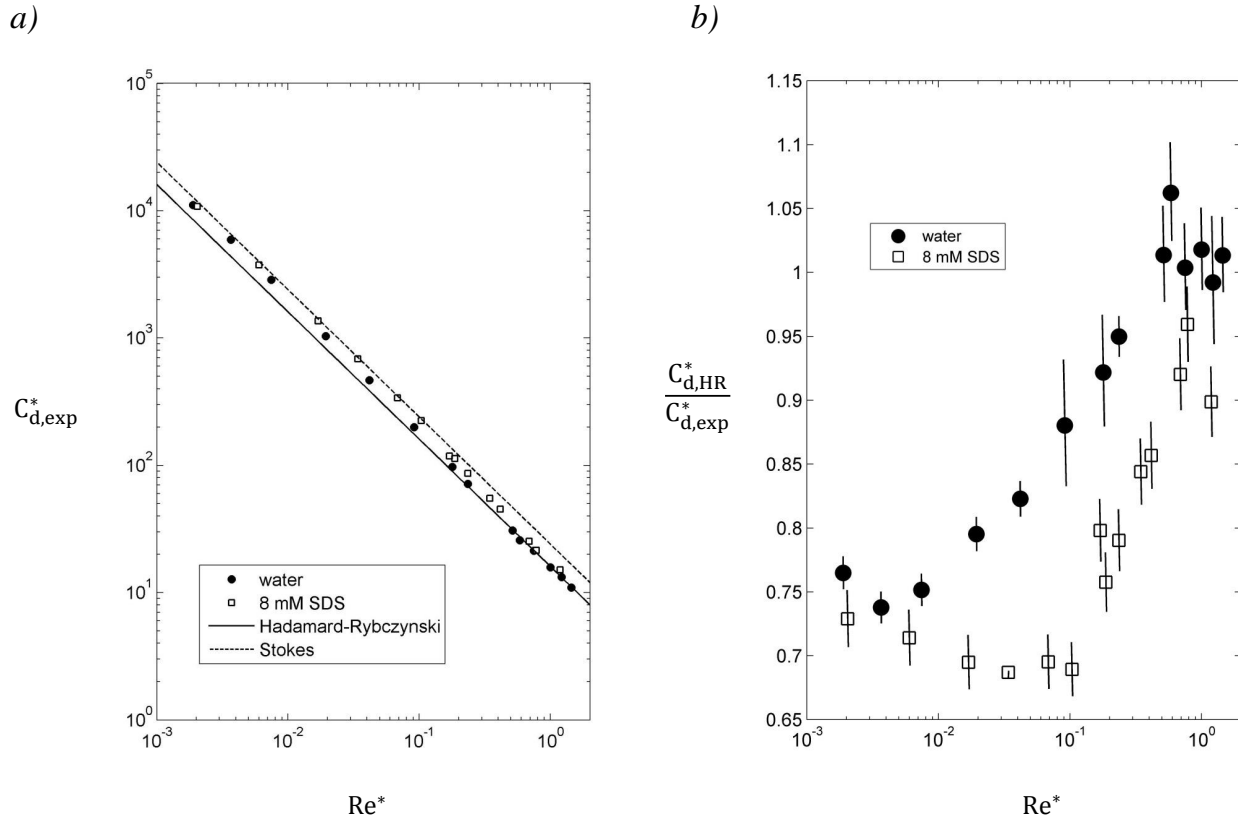 a)
10^5
10^4
10^3
10^2
10^1
10^0
10^-3
10^-2
10^-1
10^0
C*d,exp
Re*
water
8 mM SDS
Hadamard-Rybczynski
Stokes
b)
1.15
1.1
1.05
1
0.95
0.9
0.85
0.8
0.75
0.7
0.65
10^-3
10^-2
10^-1
10^0
C*d,HR
C*d,exp
Re*
water
8 mM SDS